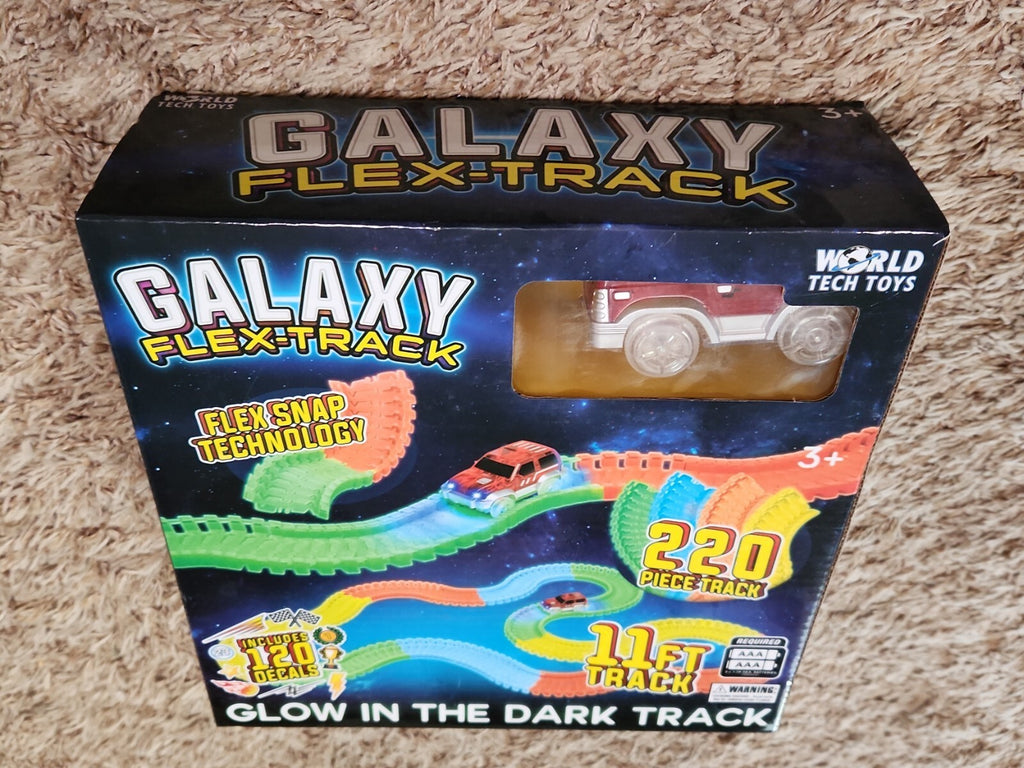 WORLD
TECH TOYS
3+
GALAXY
FLEX-TRACK
WORLD
TECH TOYS
GALAXY
FLEX-TRACK
FLEX SNAP
TECHNOLOGY
3+
220
PIECE TRACK
INCLUDES
120
DECALS
11FT
TRACK
REQUIRED
AAA
AAA
WARNING:
GLOW IN THE DARK TRACK